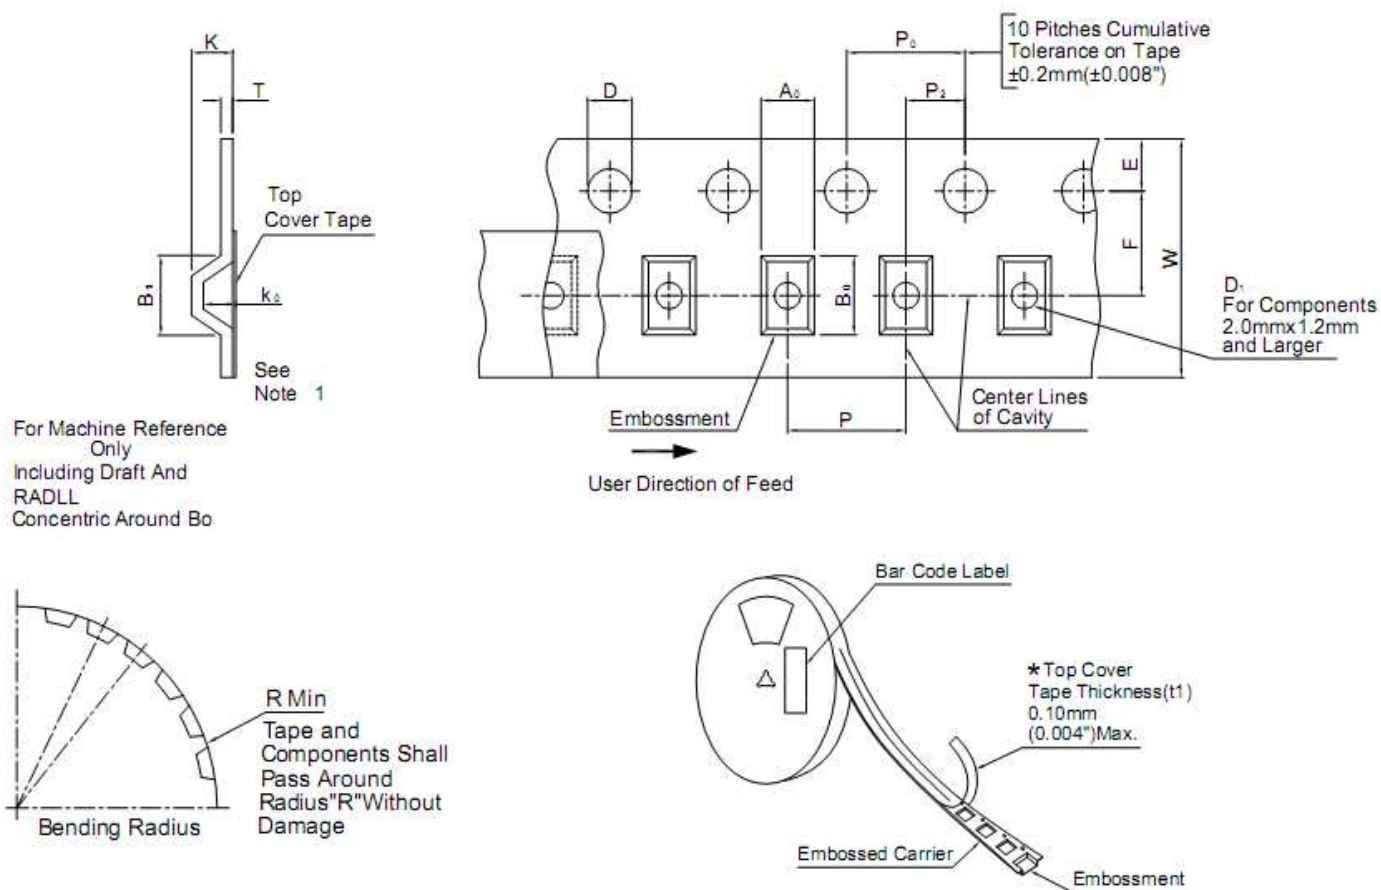 K
T
Top
Cover Tape
B₁
k₀
See
Note 1
For Machine Reference
Only
Including Draft And
RADLL
Concentric Around Bo
D
A₀
P₀
P₂
10 Pitches Cumulative
Tolerance on Tape
±0.2mm(±0.008")
E
F
W
B₀
D₁
For Components
2.0mmx1.2mm
and Larger
Embossment
P
Center Lines
of Cavity
User Direction of Feed
R Min
Tape and
Components Shall
Pass Around
Radius"R"Without
Damage
Bending Radius
Bar Code Label
*Top Cover
Tape Thickness(t1)
0.10mm
(0.004")Max.
Embossed Carrier
Embossment